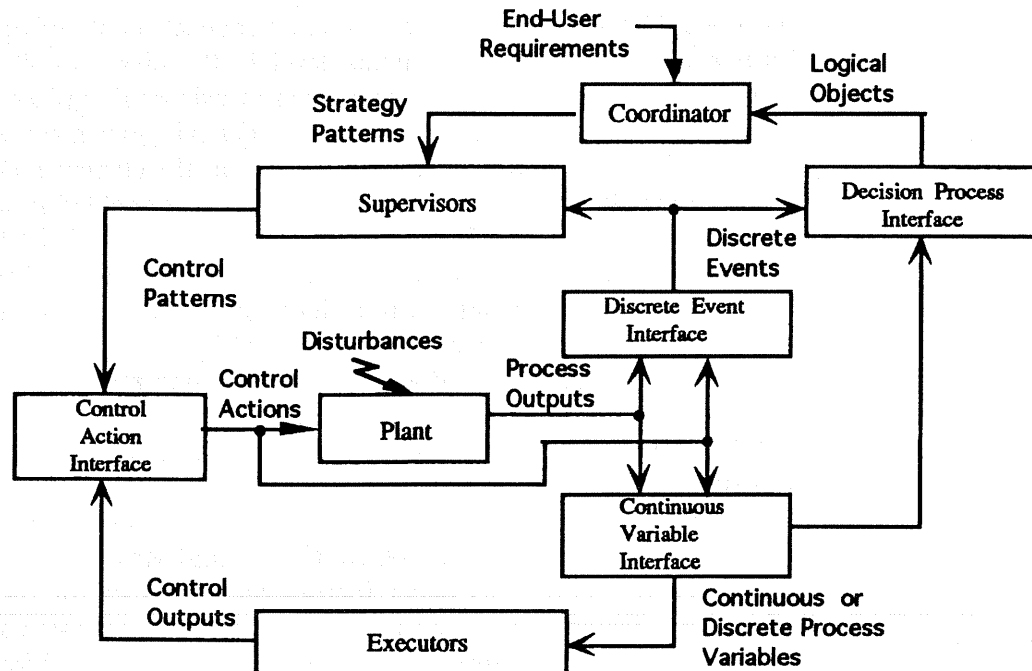 End-User
Requirements
Logical
Objects
Strategy
Patterns
Coordinator
Supervisors
Decision Process
Interface
Discrete
Events
Control
Patterns
Discrete Event
Interface
Disturbances
Process
Outputs
Control
Actions
Control
Action
Interface
Plant
Continuous
Variable
Interface
Control
Outputs
Continuous or
Discrete Process
Variables
Executors